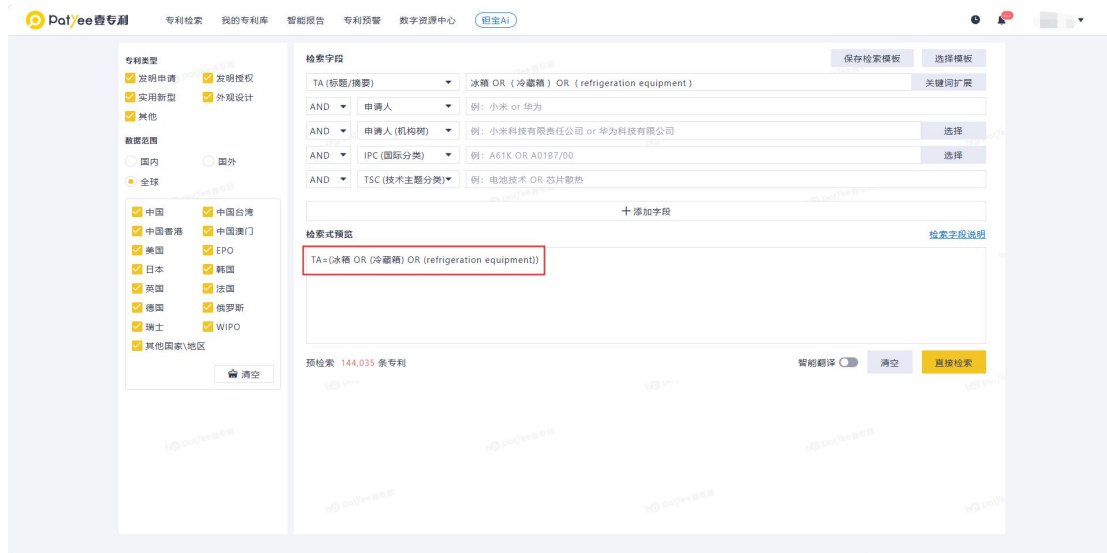 Patyee壹专利 专利检索 我的专利库 智能报告 专利预警 数字资源中心 钽宝Ai
专利类型
发明申请 发明授权
实用新型 外观设计
其他
数据范围
国内 国外
全球
中国 中国台湾
中国香港 中国澳门
美国 EPO
日本 韩国
英国 法国
德国 俄罗斯
瑞士 WIPO
其他国家\地区
清空
检索字段 保存检索模板 选择模板
TA (标题/摘要) 冰箱 OR ( 冷藏箱 ) OR ( refrigeration equipment ) 关键词扩展
AND 申请人 例: 小米 or 华为
AND 申请人 (机构树) 例: 小米科技有限责任公司 or 华为科技有限公司 选择
AND IPC (国际分类) 例: A61K OR A01B7/00 选择
AND TSC (技术主题分类) 例: 电池技术 OR 芯片散热
+ 添加字段
检索式预览 检索字段说明
TA=(冰箱 OR (冷藏箱) OR (refrigeration equipment))
预检索 144,035 条专利 智能翻译 清空 直接检索